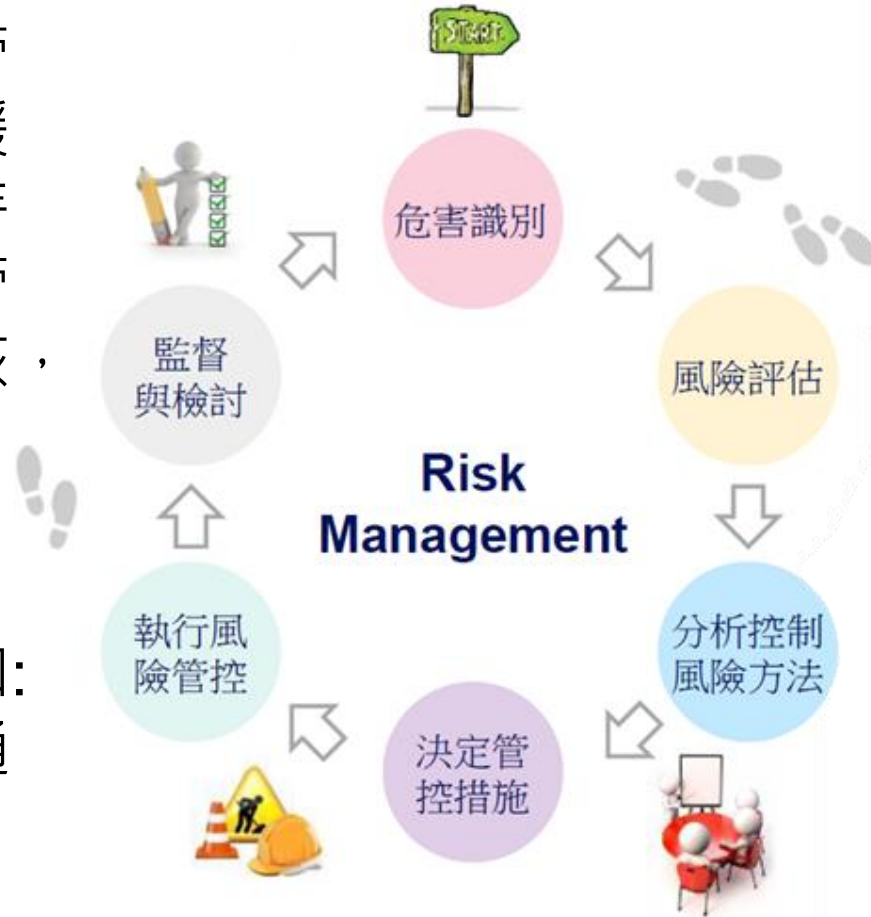 START
危害識別
風險評估
分析控制
風險方法
決定管
控措施
執行風
險管控
監督
與檢討
Risk
Management
，
:
通